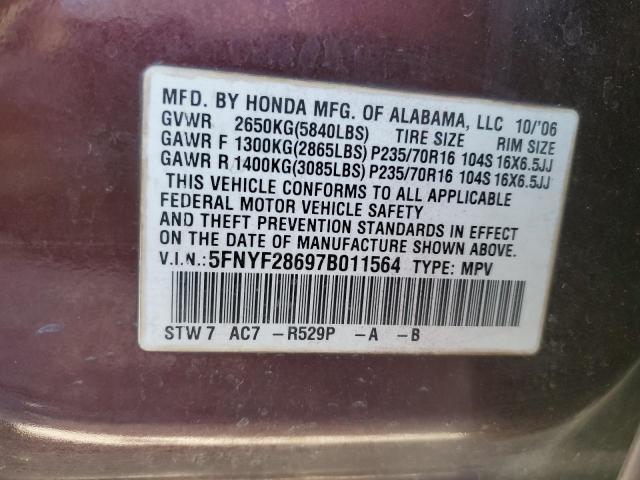 MFD. BY HONDA MFG. OF ALABAMA, LLC 10/'06
GVWR 2650KG(5840LBS) TIRE SIZE RIM SIZE
GAWR F 1300KG(2865LBS) P235/70R16 104S 16X6.5JJ
GAWR R 1400KG(3085LBS) P235/70R16 104S 16X6.5JJ
THIS VEHICLE CONFORMS TO ALL APPLICABLE
FEDERAL MOTOR VEHICLE SAFETY
AND THEFT PREVENTION STANDARDS IN EFFECT
ON THE DATE OF MANUFACTURE SHOWN ABOVE.
V.I.N.: 5FNYF28697B011564 TYPE: MPV
STW 7 AC7 –R529P –A –B